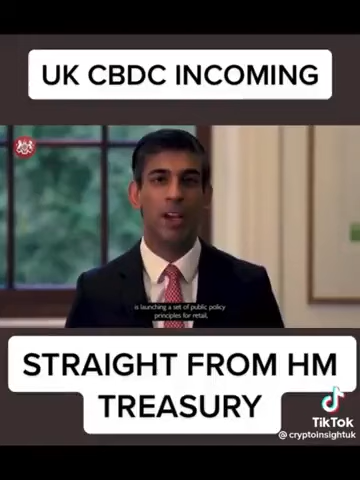 UK CBDC INCOMING
is launching a set of public policy
principles for retail,
STRAIGHT FROM HM
TREASURY
TikTok
@cryptoinsightuk